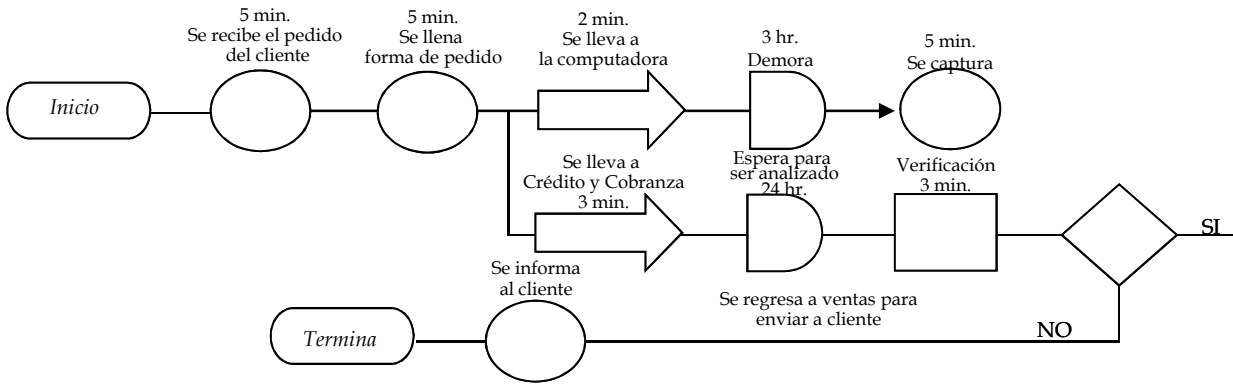 5 min.
Se recibe el pedido
del cliente
5 min.
Se llena
forma de pedido
2 min.
Se lleva a
la computadora
3 hr.
Demora
5 min.
Se captura
Inicio
Se lleva a
Crédito y Cobranza
3 min.
Espera para
ser analizado
24 hr.
Verificación
3 min.
SI
Se informa
al cliente
Se regresa a ventas para
enviar a cliente
NO
Termina